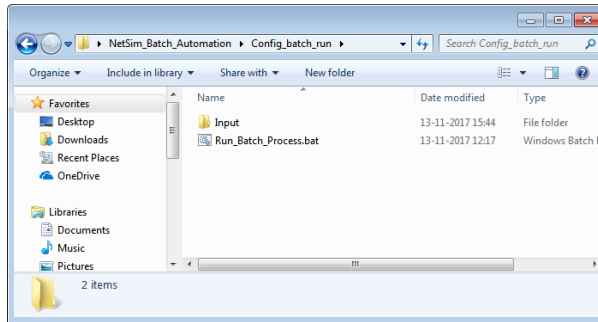 NetSim_Batch_Automation Config_batch_run Search Config_batch_run
Organize Include in library Share with New folder
Favorites
Desktop
Downloads
Recent Places
OneDrive
Libraries
Documents
Music
Pictures
Name Date modified Type
Input 13-11-2017 15:44 File folder
Run_Batch_Process.bat 13-11-2017 12:17 Windows Batch
2 items